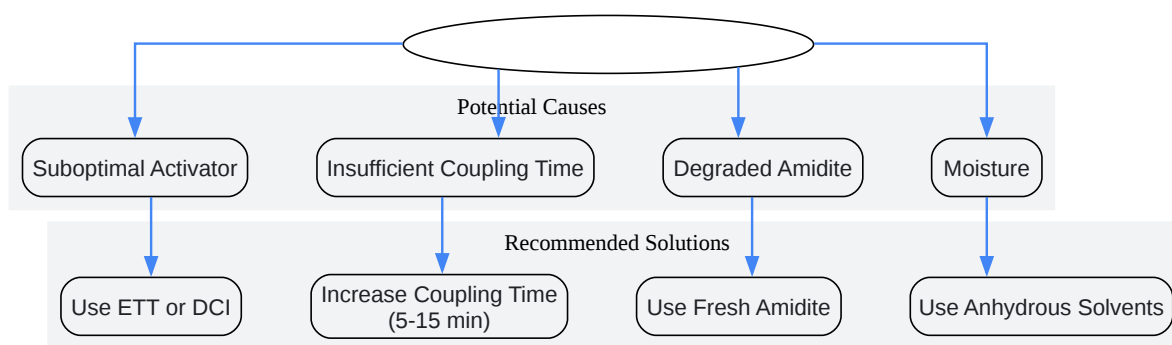 Potential Causes
Suboptimal Activator
Insufficient Coupling Time
Degraded Amidite
Moisture
Recommended Solutions
Use ETT or DCI
Increase Coupling Time
(5-15 min)
Use Fresh Amidite
Use Anhydrous Solvents